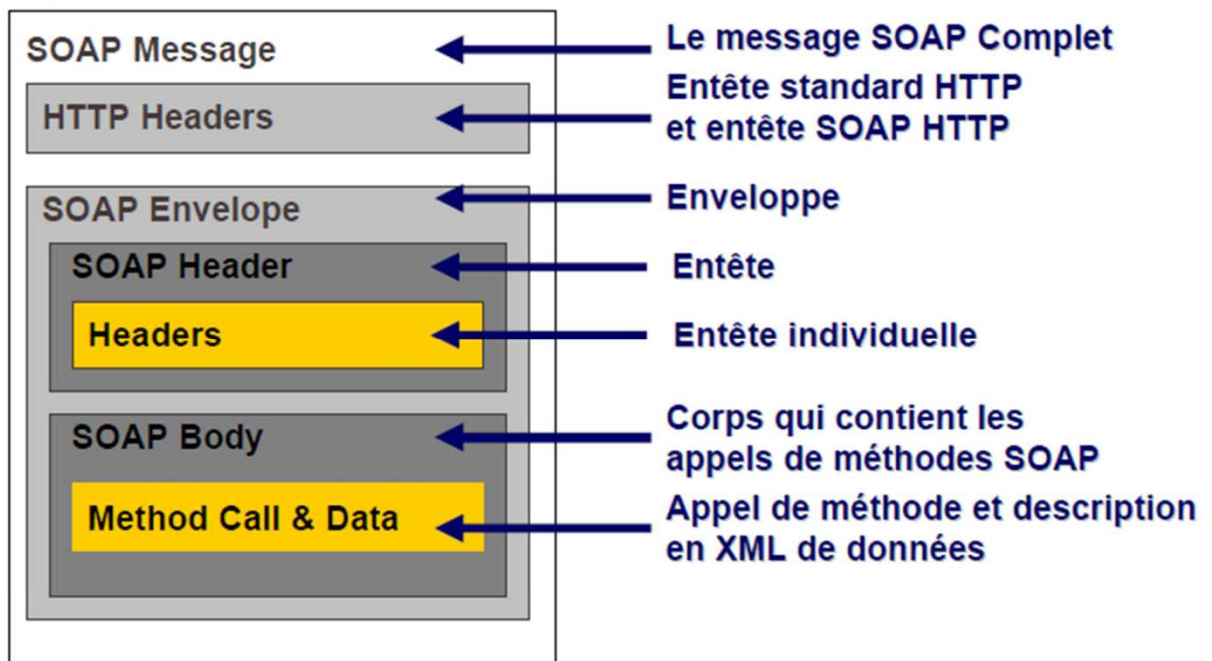 SOAP Message
Le message SOAP Complet
HTTP Headers
Entête standard HTTP
et entête SOAP HTTP
SOAP Envelope
Enveloppe
SOAP Header
Entête
Headers
Entête individuelle
SOAP Body
Corps qui contient les
appels de méthodes SOAP
Method Call & Data
Appel de méthode et description
en XML de données